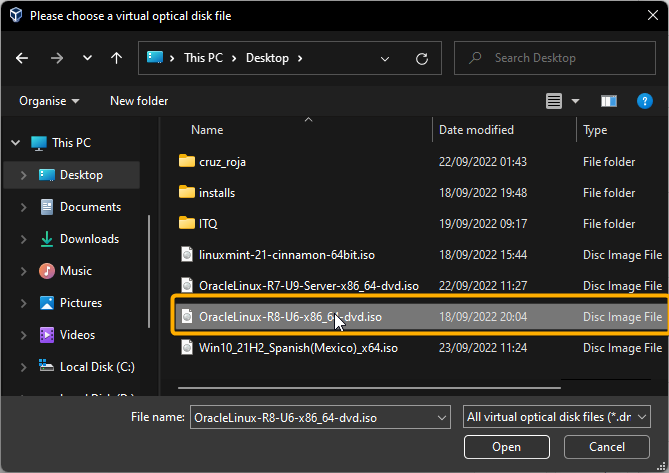 Please choose a virtual optical disk file
This PC Desktop
Search Desktop
Organise New folder
Name Date modified Type
This PC
Desktop
Documents
Downloads
Music
Pictures
Videos
Local Disk (C:)
cruz_roja 22/09/2022 01:43 File folder
installs 18/09/2022 19:48 File folder
ITQ 19/09/2022 09:17 File folder
linuxmint-21-cinnamon-64bit.iso 18/09/2022 15:44 Disc Image File
OracleLinux-R7-U9-Server-x86_64-dvd.iso 22/09/2022 11:27 Disc Image File
OracleLinux-R8-U6-x86_64-dvd.iso 18/09/2022 20:04 Disc Image File
Win10_21H2_Spanish(Mexico)_x64.iso 23/09/2022 11:24 Disc Image File
File name: OracleLinux-R8-U6-x86_64-dvd.iso All virtual optical disk files (*.dr
Open Cancel